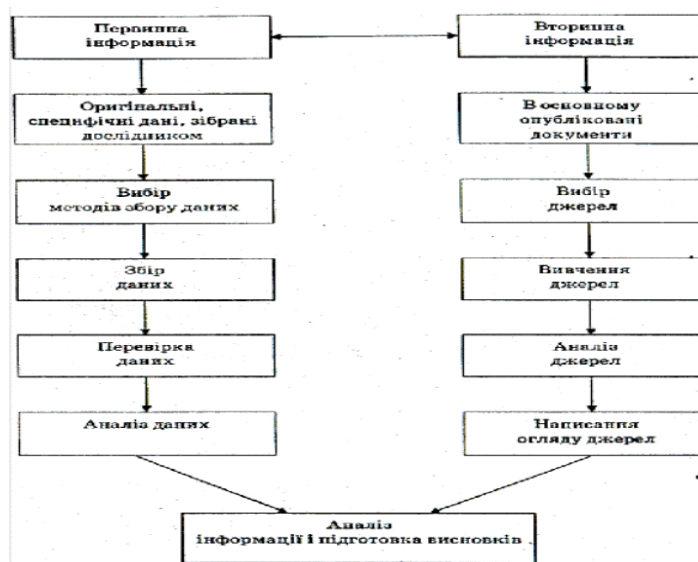 Первинна
інформація
Вторинна
інформація
Оригінальні,
специфічні дані, зібрані
дослідником
В основному
опубліковані
документи
Вибір
методів збору даних
Вибір
джерел
Збір
даних
Вивчення
джерел
Перевірка
даних
Аналіз
джерел
Аналіз даних
Написання
огляду джерел
Аналіз
інформації і підготовка висновків